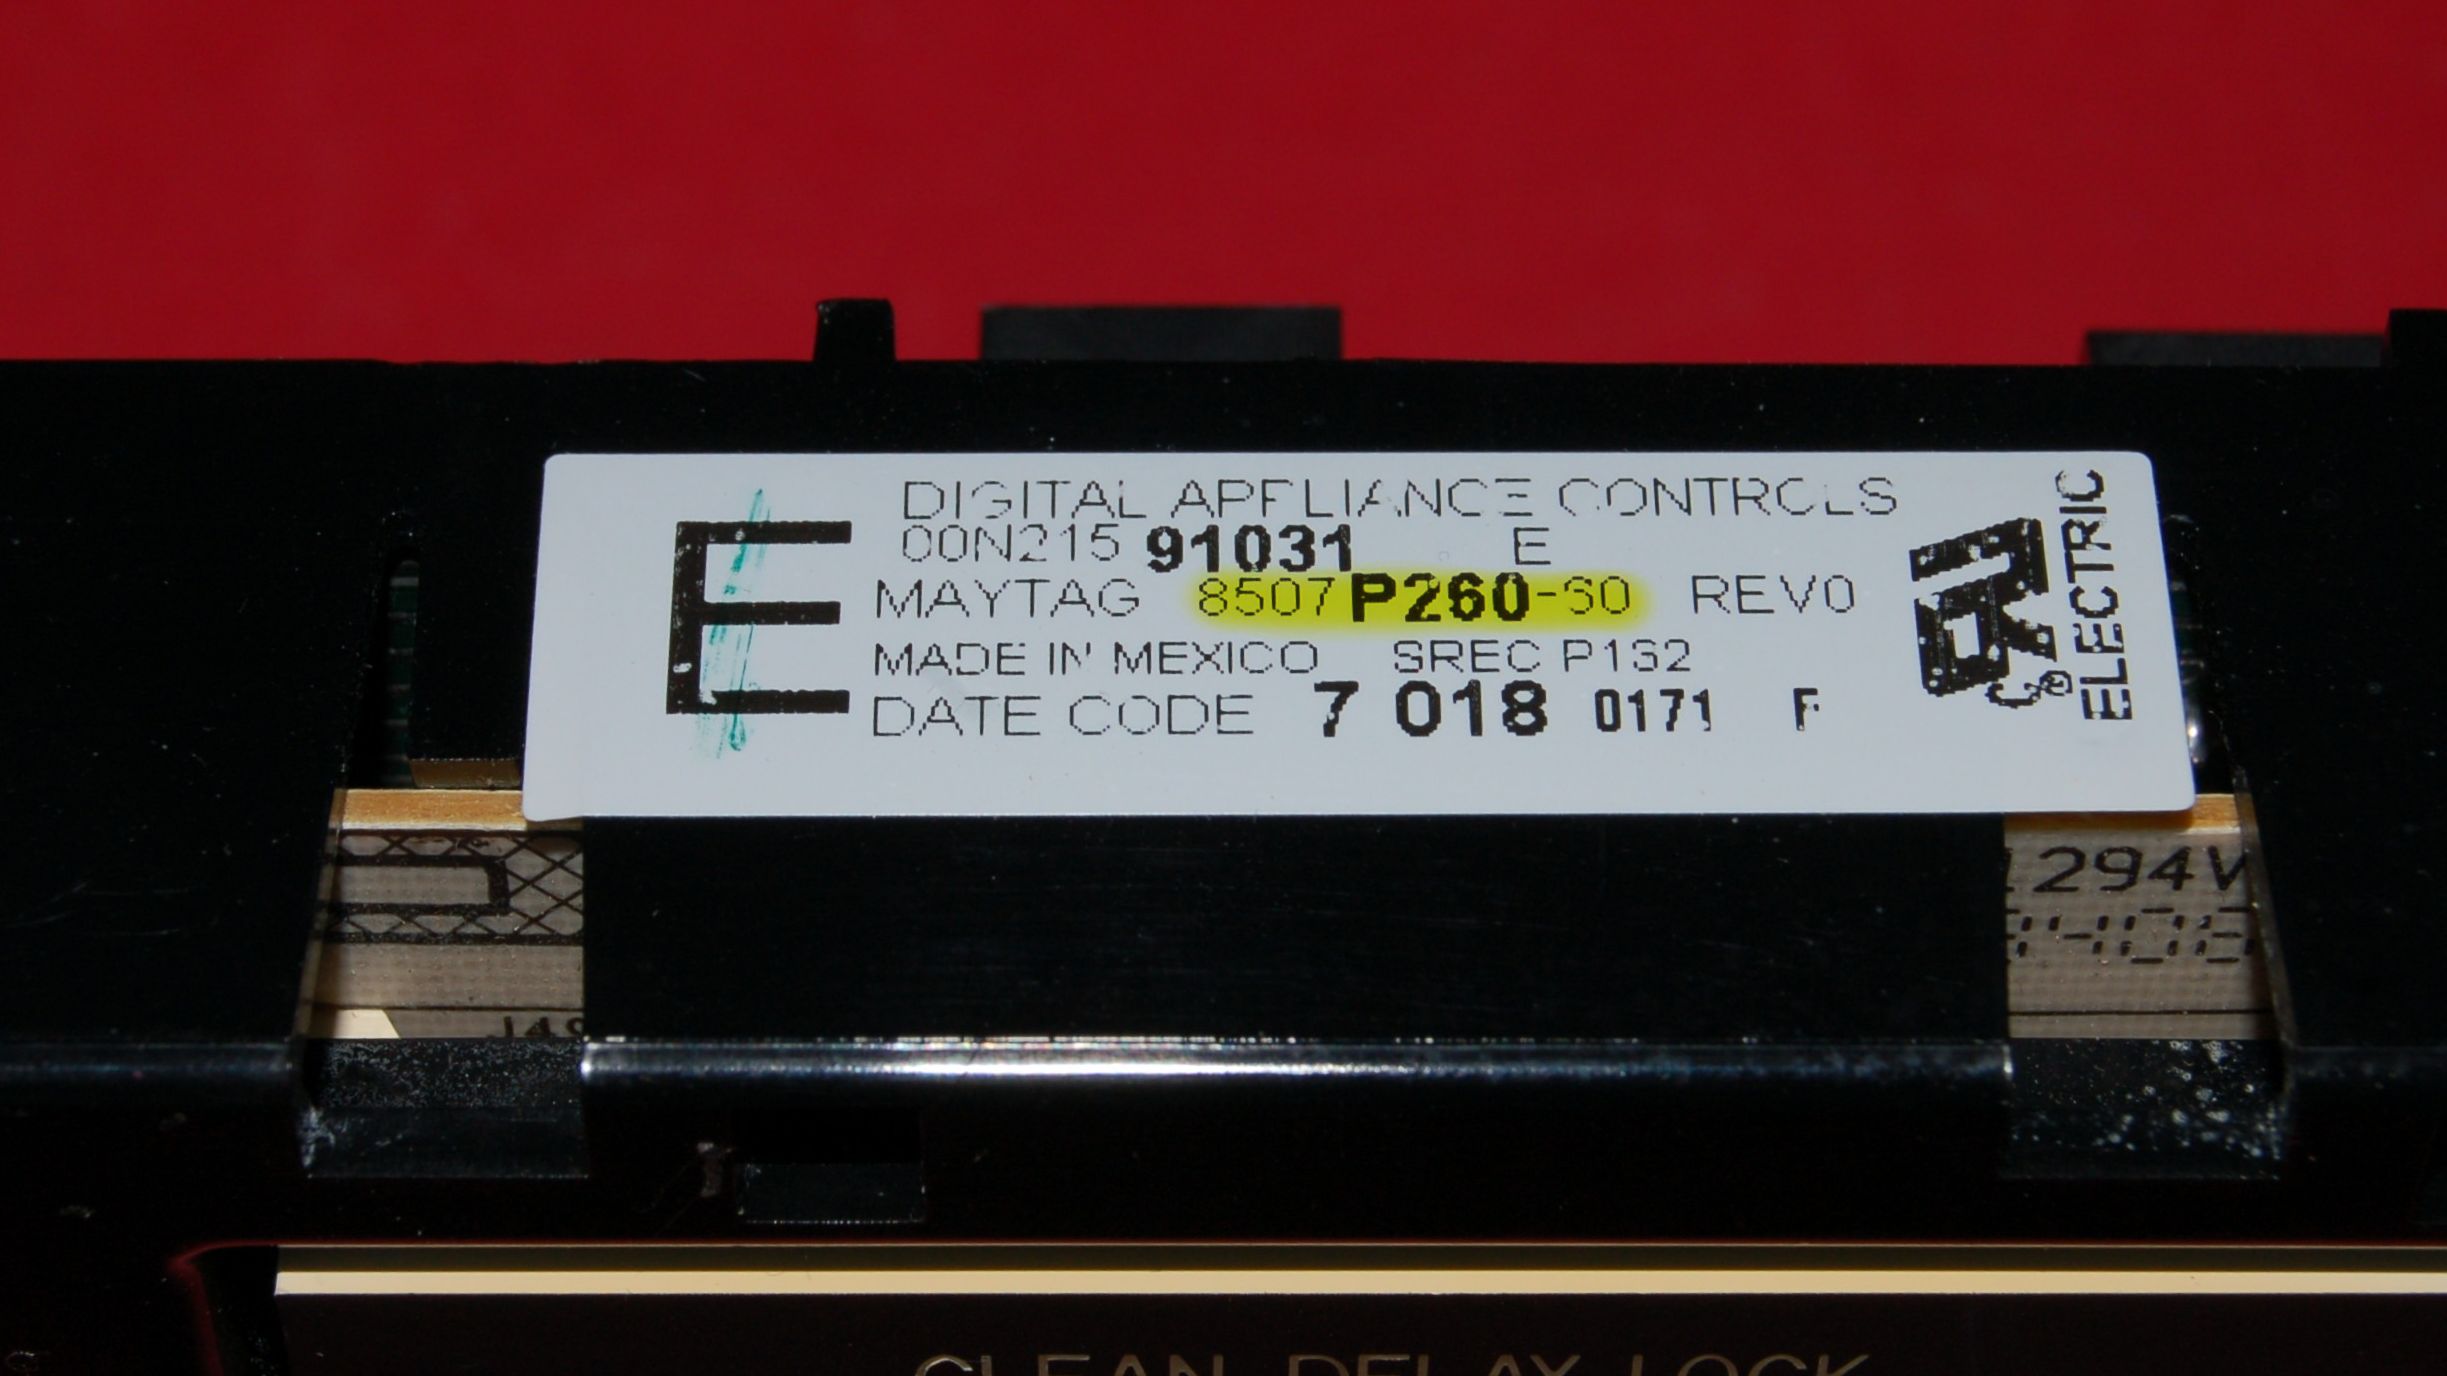 DIGITAL APPLIANCE CONTROLS
00N215 91031 E
MAYTAG 8507P260-60 REV0
MADE IN MEXICO SREC P132
DATE CODE 7 018 0171 F
E
ELECTRIC
1294V
J49
CLEAN DELAY LOCK